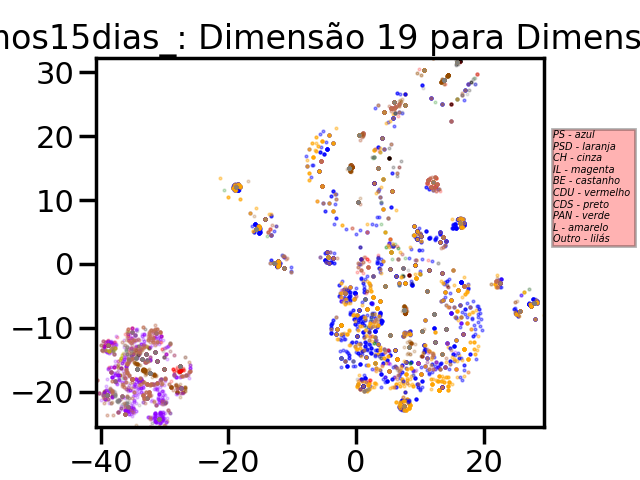 nos15dias_: Dimensão 19 para Dimens
30
20
10
0
−10
−20
−40
−20
0
20
PS - azul
PSD - laranja
CH - cinza
IL - magenta
BE - castanho
CDU - vermelho
CDS - preto
PAN - verde
L - amarelo
Outro - lilás